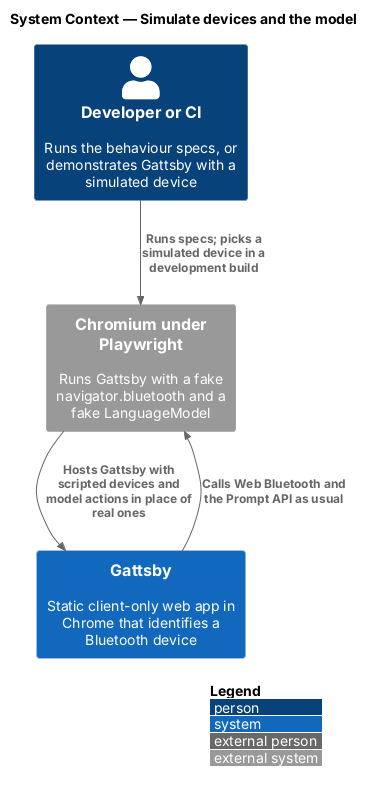 System Context — Simulate devices and the model
Developer or CI
Runs the behaviour specs, or
demonstrates Gattsby with a
simulated device
Runs specs; picks a
simulated device in a
development build
Chromium under
Playwright
Runs Gattsby with a fake
navigator.bluetooth and a
fake LanguageModel
Hosts Gattsby with
scripted devices and
model actions in place of
real ones
Calls Web Bluetooth and
the Prompt API as usual
Gattsby
Static client-only web app in
Chrome that identifies a
Bluetooth device
Legend
person
system
external person
external system